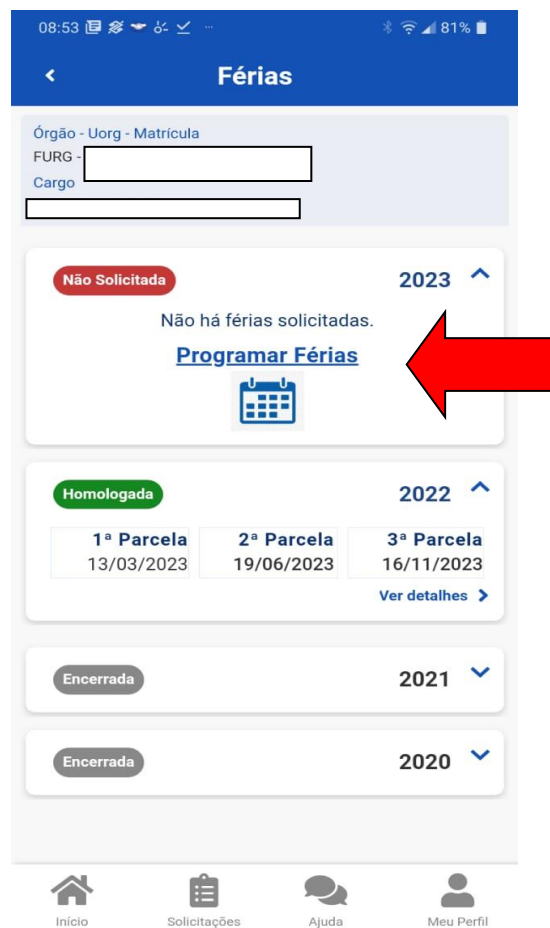 08:53 81%
Férias
Órgão - Uorg - Matrícula
FURG -
Cargo
Não Solicitada 2023
Não há férias solicitadas.
Programar Férias
Homologada 2022
1ª Parcela 2ª Parcela 3ª Parcela
13/03/2023 19/06/2023 16/11/2023
Ver detalhes
Encerrada 2021
Encerrada 2020
Início Solicitações Ajuda Meu Perfil